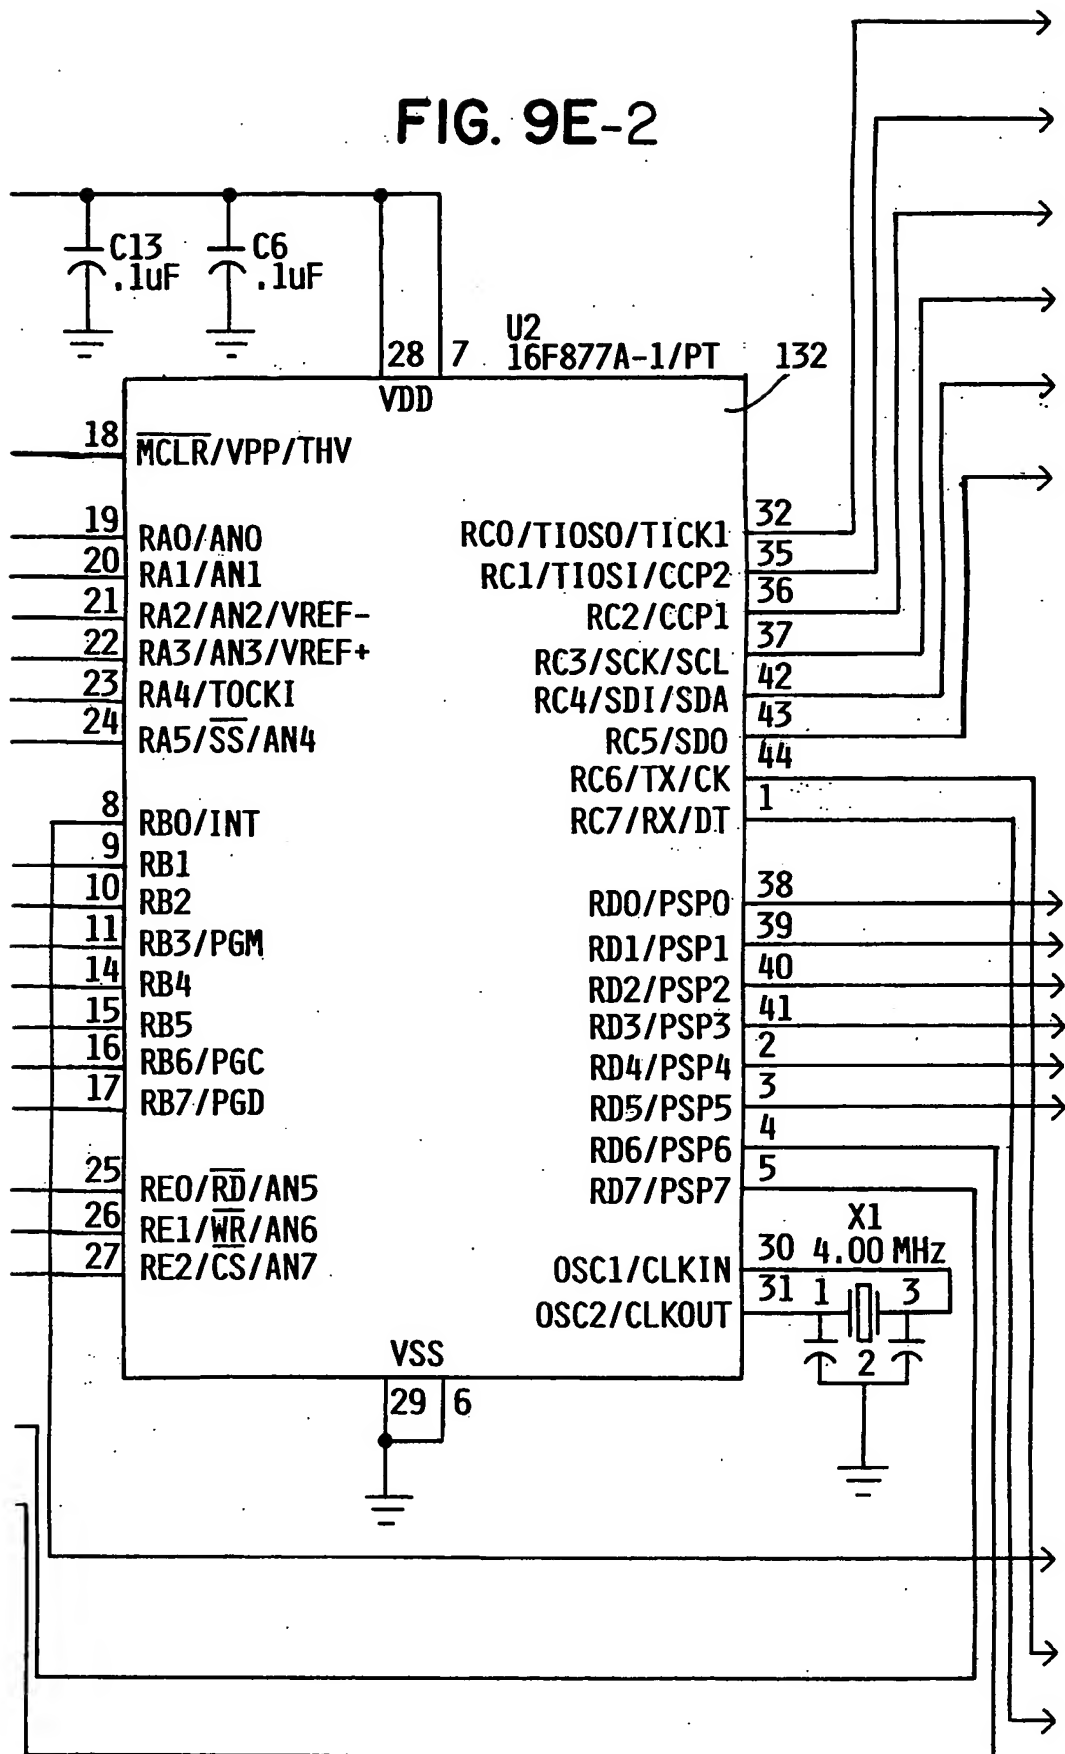 FIG. 9E-2
C13
.1uF
C6
.1uF
U2
16F877A-1/PT
132
28
7
VDD
18
MCLR/VPP/THV
19
RA0/AN0
20
RA1/AN1
21
RA2/AN2/VREF-
22
RA3/AN3/VREF+
23
RA4/TOCKI
24
RA5/SS/AN4
8
RB0/INT
9
RB1
10
RB2
11
RB3/PGM
14
RB4
15
RB5
16
RB6/PGC
17
RB7/PGD
25
RE0/RD/AN5
26
RE1/WR/AN6
27
RE2/CS/AN7
32
RC0/TIOSO/TICK1
35
RC1/TIOSI/CCP2
36
RC2/CCP1
37
RC3/SCK/SCL
42
RC4/SDI/SDA
43
RC5/SDO
44
RC6/TX/CK
1
RC7/RX/DT
38
RD0/PSP0
39
RD1/PSP1
40
RD2/PSP2
41
RD3/PSP3
2
RD4/PSP4
3
RD5/PSP5
4
RD6/PSP6
5
RD7/PSP7
X1
4.00 MHz
30
OSC1/CLKIN
31
OSC2/CLKOUT
1
3
2
VSS
29
6